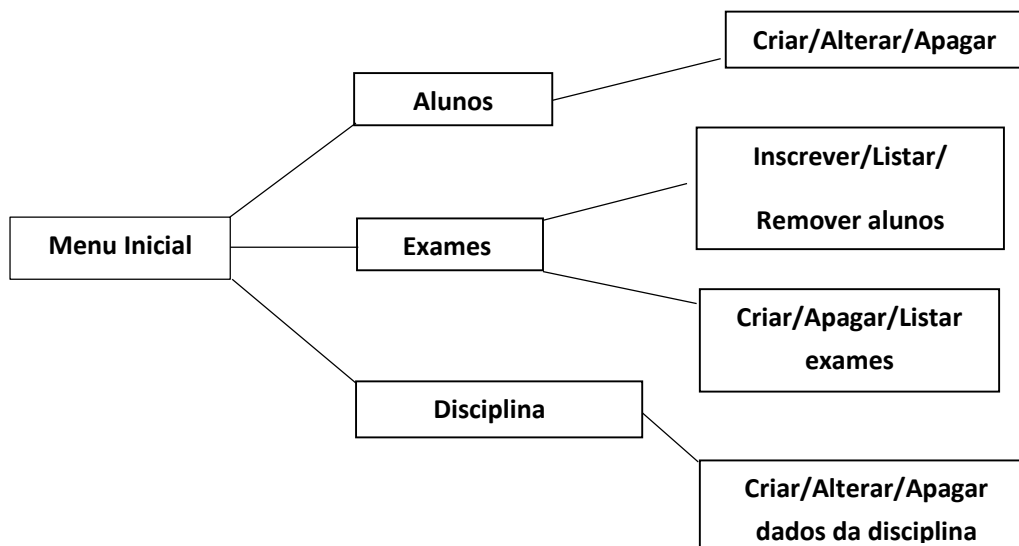 Criar/Alterar/Apagar
Alunos
Inscrever/Listar/
Remover alunos
Menu Inicial
Exames
Criar/Apagar/Listar
exames
Disciplina
Criar/Alterar/Apagar
dados da disciplina